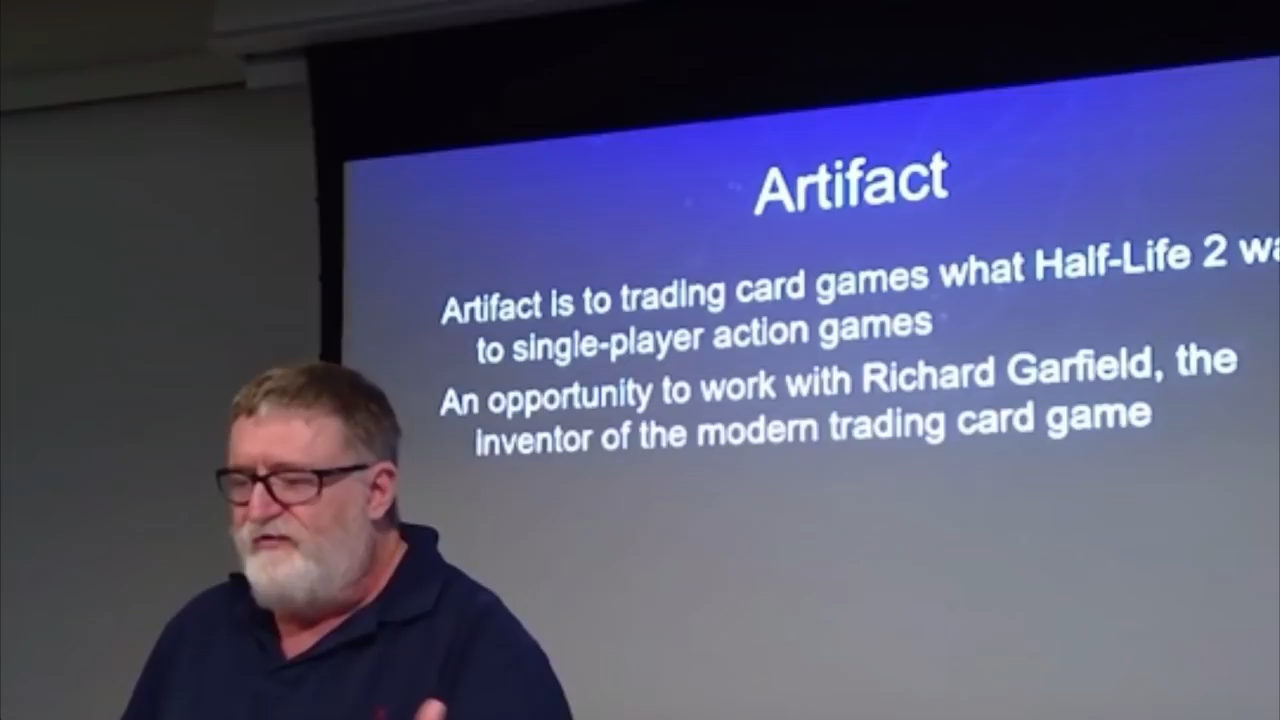 Artifact
Artifact is to trading card games what Half-Life 2
to single-player action games
An opportunity to work with Richard Garfield, the
inventor of the modern trading card game